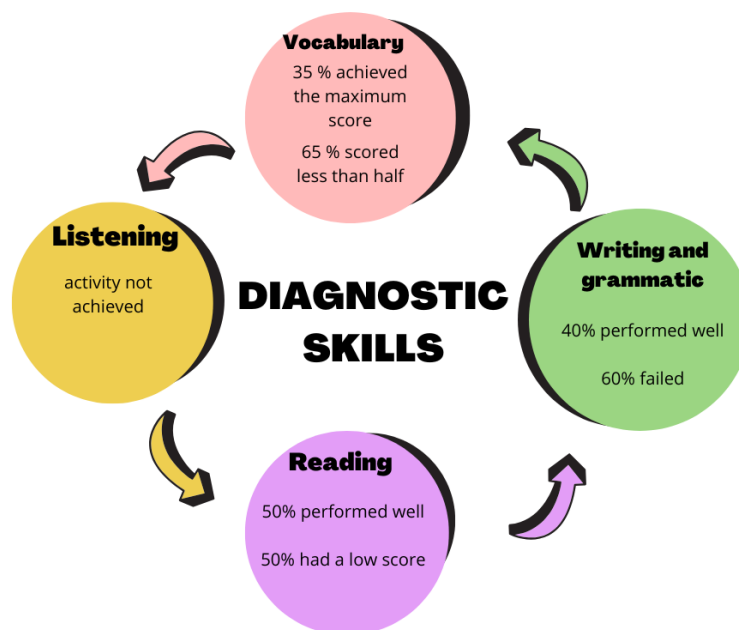 Vocabulary
35 % achieved
the maximum
score
65 % scored
less than half
Listening
activity not
achieved
DIAGNOSTIC
SKILLS
Writing and
grammatic
40% performed well
60% failed
Reading
50% performed well
50% had a low score